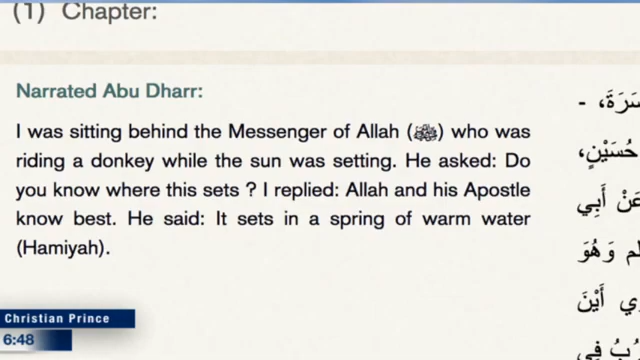 (1) Chapter:
Narrated Abu Dharr:
I was sitting behind the Messenger of Allah (ﷺ) who was
riding a donkey while the sun was setting. He asked: Do
you know where this sets ? I replied: Allah and his Apostle
know best. He said: It sets in a spring of warm water
(Hamiyah).
حُسَيْنٍ،
عَنْ أَبِي
وَهُوَ
أَيْنَ
فِي
Christian Prince
6:48